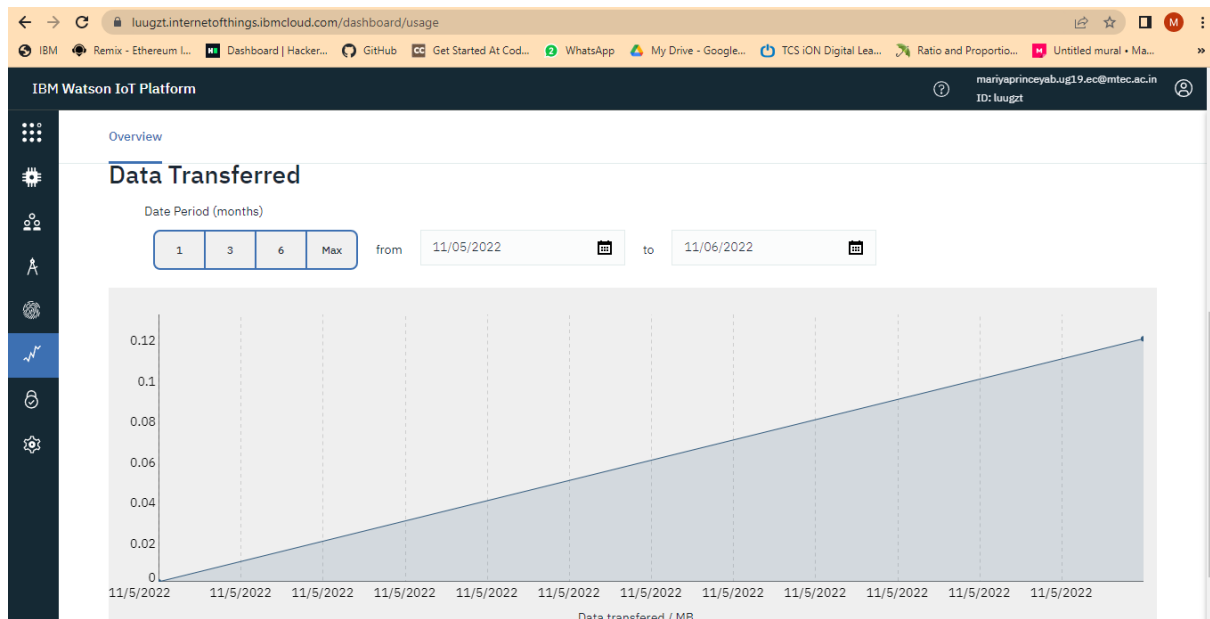 luugzt.internetofthings.ibmcloud.com/dashboard/usage
M
IBM Remix - Ethereum I... Dashboard | Hacker... GitHub Get Started At Cod... WhatsApp My Drive - Google... TCS iON Digital Lea... Ratio and Proportio... Untitled mural • Ma... »
IBM Watson IoT Platform
mariyaprinceyab.ug19.ec@mtec.ac.in
ID: luugzt
Overview
Data Transferred
Date Period (months)
1 3 6 Max from 11/05/2022 to 11/06/2022
0.12
0.1
0.08
0.06
0.04
0.02
0
11/5/2022 11/5/2022 11/5/2022 11/5/2022 11/5/2022 11/5/2022 11/5/2022 11/5/2022 11/5/2022 11/5/2022 11/5/2022 11/5/2022
Data transfered / MB